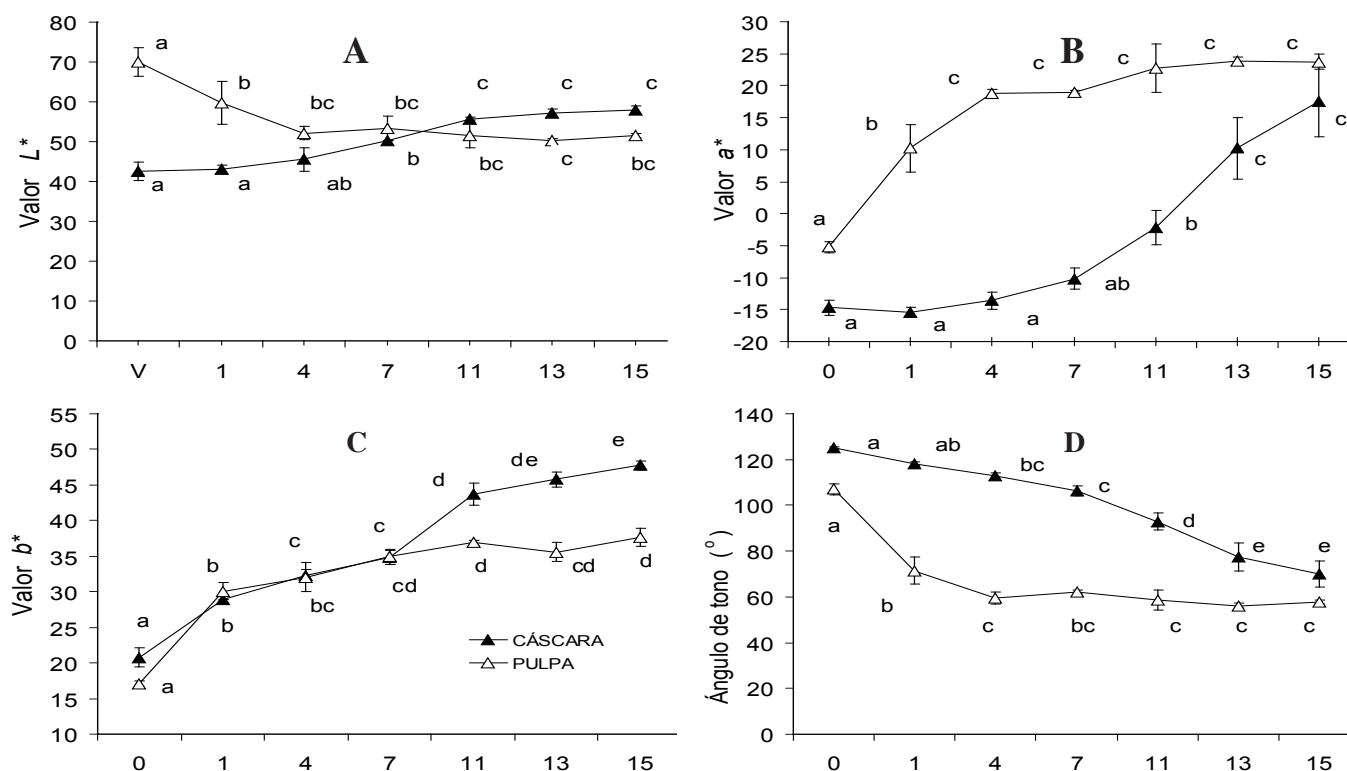 A
Valor L*
80
70
60
50
40
30
20
10
0
a
b
bc
bc
c
c
c
a
a
ab
b
bc
c
bc
V 1 4 7 11 13 15
B
Valor a*
30
25
20
15
10
5
0
-5
-10
-15
-20
a
b
c
c
c
c
c
a
a
a
ab
b
c
c
0 1 4 7 11 13 15
C
Valor b*
55
50
45
40
35
30
25
20
15
10
a
b
c
c
d
de
e
a
b
bc
cd
d
cd
d
CÁSCARA
PULPA
0 1 4 7 11 13 15
D
Ángulo de tono (°)
140
120
100
80
60
40
20
0
a
ab
bc
c
d
e
e
a
b
c
bc
c
c
c
0 1 4 7 11 13 15